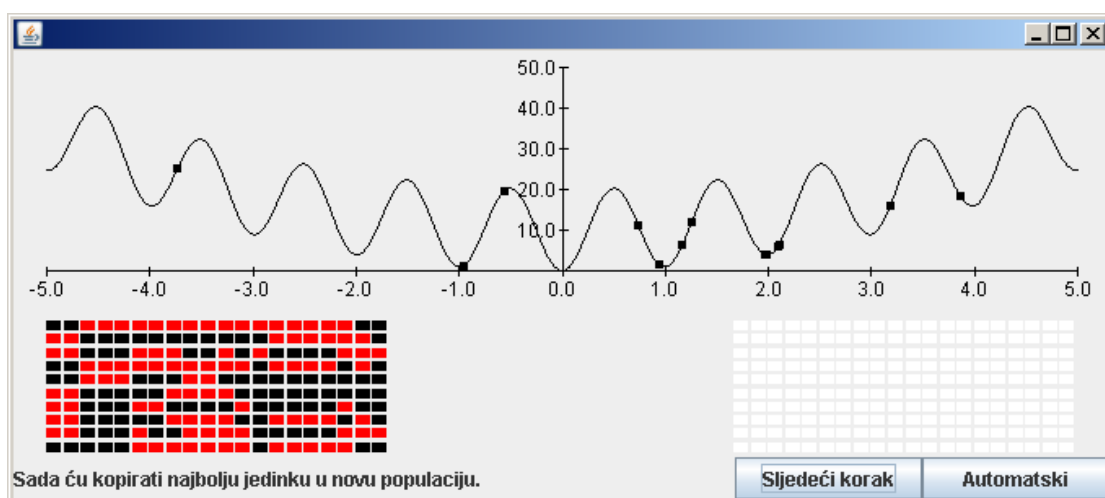 50.0
40.0
30.0
20.0
10.0
-5.0 -4.0 -3.0 -2.0 -1.0 0.0 1.0 2.0 3.0 4.0 5.0
Sada ću kopirati najbolju jedinku u novu populaciju.
Sljedeći korak Automatski